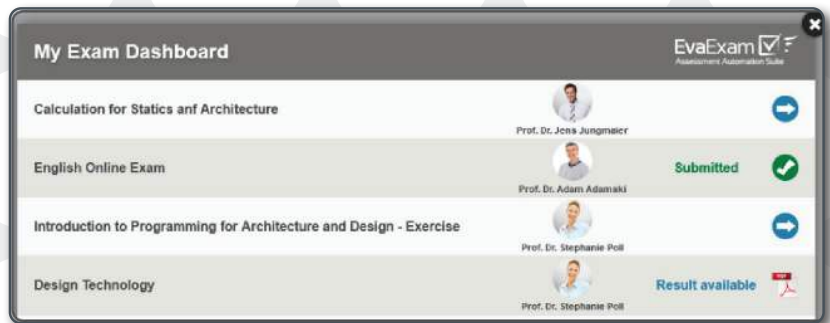 My Exam Dashboard
EvaExam
Assessment Automation Suite
Calculation for Statics anf Architecture
Prof. Dr. Jens Jungmaier
English Online Exam
Submitted
Prof. Dr. Adam Adamaki
Introduction to Programming for Architecture and Design - Exercise
Prof. Dr. Stephanie Poll
Design Technology
Result available
PDF
Prof. Dr. Stephanie Poll